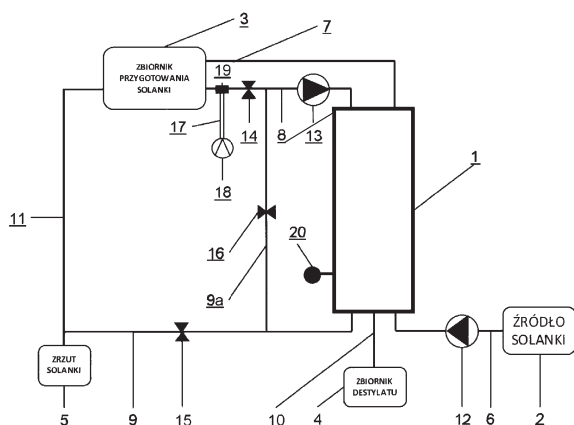 3
7
ZBIORNIK
PRZYGOTOWANIA
SOLANKI
19
17
14
8
13
18
1
11
16
20
9a
ŹRÓDŁO
SOLANKI
ZRZUT
SOLANKI
ZBIORNIK
DESTYLATU
5
9
15
10
4
12
6
2